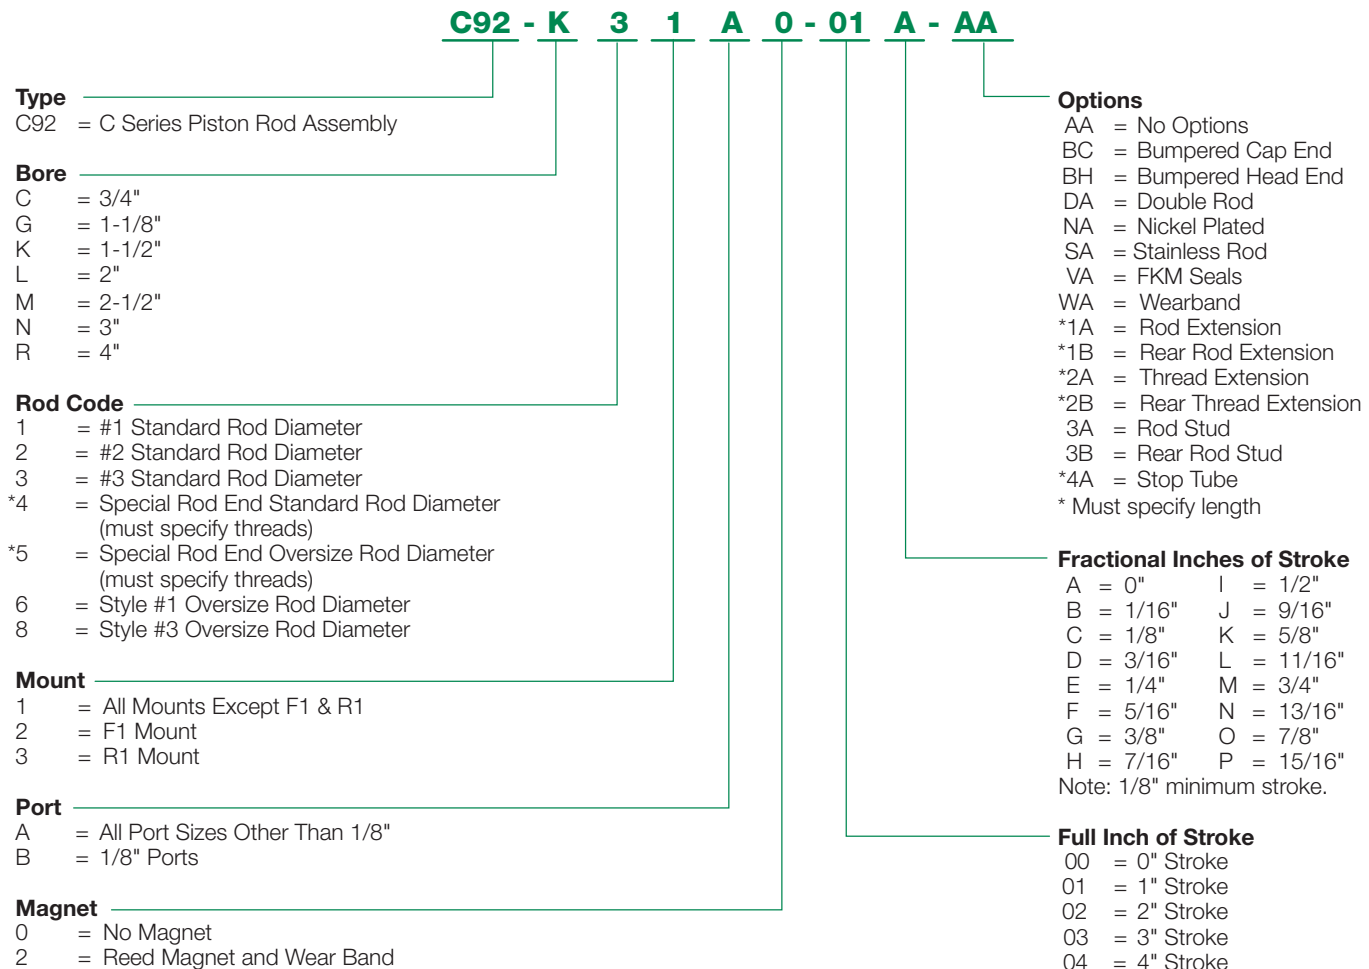 C92 - K 3 1 A 0 - 01 A - AA
Type
C92 = C Series Piston Rod Assembly
Bore
C = 3/4"
G = 1-1/8"
K = 1-1/2"
L = 2"
M = 2-1/2"
N = 3"
R = 4"
Rod Code
1 = #1 Standard Rod Diameter
2 = #2 Standard Rod Diameter
3 = #3 Standard Rod Diameter
*4 = Special Rod End Standard Rod Diameter
(must specify threads)
*5 = Special Rod End Oversize Rod Diameter
(must specify threads)
6 = Style #1 Oversize Rod Diameter
8 = Style #3 Oversize Rod Diameter
Mount
1 = All Mounts Except F1 & R1
2 = F1 Mount
3 = R1 Mount
Port
A = All Port Sizes Other Than 1/8"
B = 1/8" Ports
Magnet
0 = No Magnet
2 = Reed Magnet and Wear Band
Options
AA = No Options
BC = Bumpered Cap End
BH = Bumpered Head End
DA = Double Rod
NA = Nickel Plated
SA = Stainless Rod
VA = FKM Seals
WA = Wearband
*1A = Rod Extension
*1B = Rear Rod Extension
*2A = Thread Extension
*2B = Rear Thread Extension
3A = Rod Stud
3B = Rear Rod Stud
*4A = Stop Tube
* Must specify length
Fractional Inches of Stroke
A = 0" I = 1/2"
B = 1/16" J = 9/16"
C = 1/8" K = 5/8"
D = 3/16" L = 11/16"
E = 1/4" M = 3/4"
F = 5/16" N = 13/16"
G = 3/8" O = 7/8"
H = 7/16" P = 15/16"
Note: 1/8" minimum stroke.
Full Inch of Stroke
00 = 0" Stroke
01 = 1" Stroke
02 = 2" Stroke
03 = 3" Stroke
04 = 4" Stroke